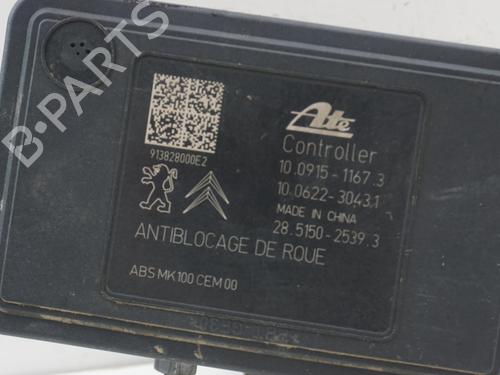 B-PARTS
Ate
913828000E2
Controller
10.0915-1167.3
10.0622-3043.1
MADE IN CHINA
28.5150-2539.3
ANTIBLOCAGE DE ROUE
ABS MK100 CEM 00